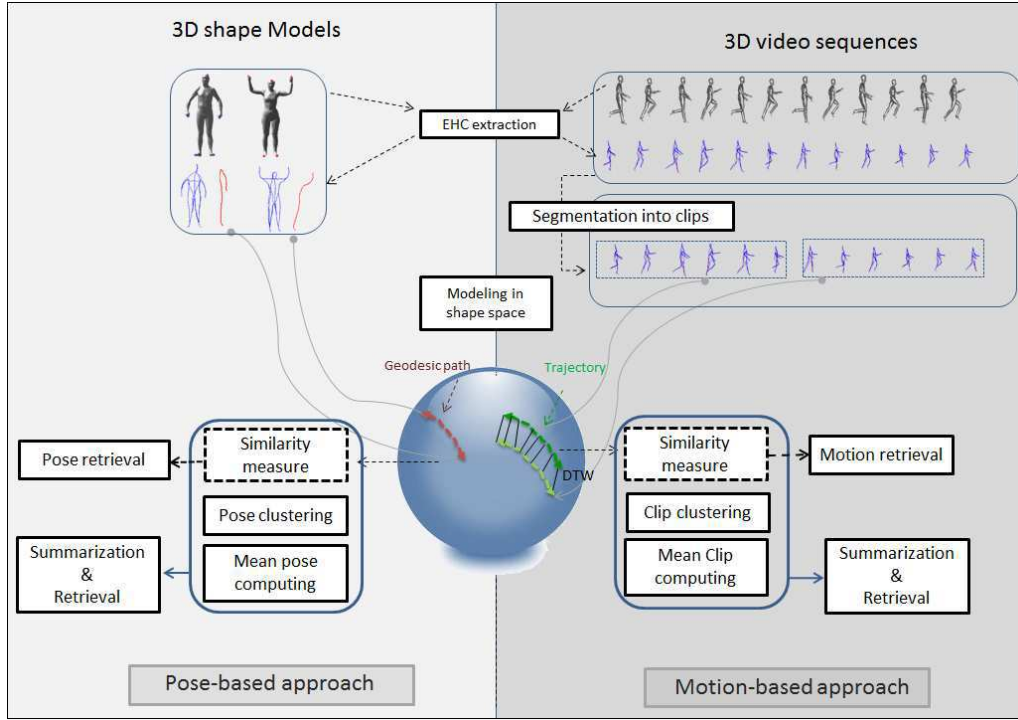 3D shape Models
3D video sequences
EHC extraction
Segmentation into clips
Modeling in
shape space
Geodesic path
Trajectory
DTW
Similarity
measure
Pose retrieval
Pose clustering
Mean pose
computing
Summarization
&
Retrieval
Similarity
measure
Motion retrieval
Clip clustering
Mean Clip
computing
Summarization
&
Retrieval
Pose-based approach
Motion-based approach